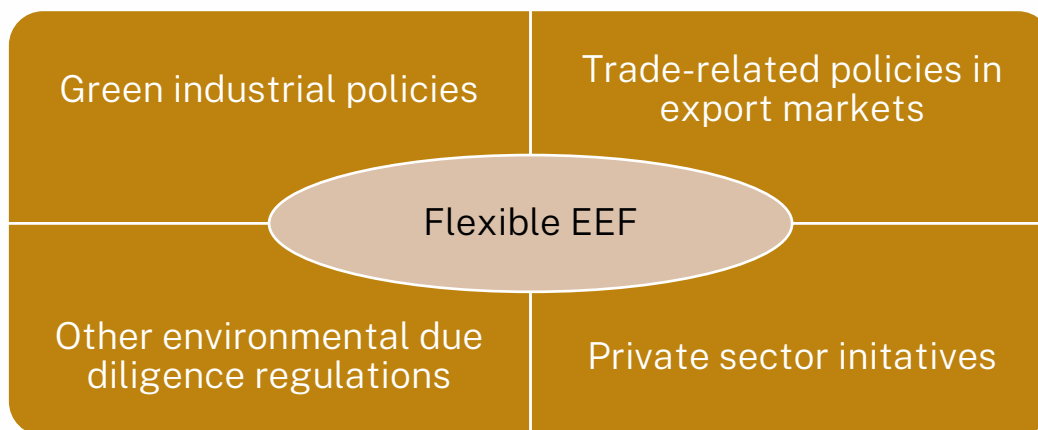 Green industrial policies
Trade-related policies in
export markets
Flexible EEF
Other environmental due
diligence regulations
Private sector initatives